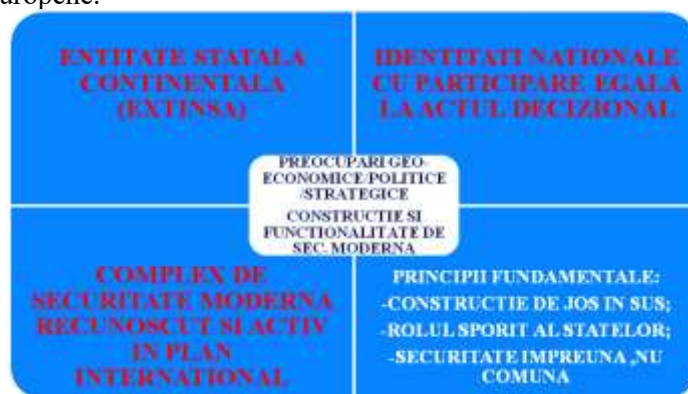 uropene.
ENTITATE STATALA
CONTINENTALA
(EXTINSA)
IDENTITATI NATIONALE
CU PARTICIPARE EGALA
LA ACTUL DECIZIONAL
PREOCUPARI GEO-
ECONOMICE/POLITICE
/STRATEGICE
CONSTRUCTIE SI
FUNCTIONALITATE DE
SEC. MODERNA
COMPLEX DE
SECURITATE MODERNA
RECUNOSCUT SI ACTIV
IN PLAN
INTERNATIONAL
PRINCIPII FUNDAMENTALE:
-CONSTRUCTIE DE JOS IN SUS;
-ROLUL SPORIT AL STATELOR;
-SECURITATE IMPREUNA ,NU
COMUNA